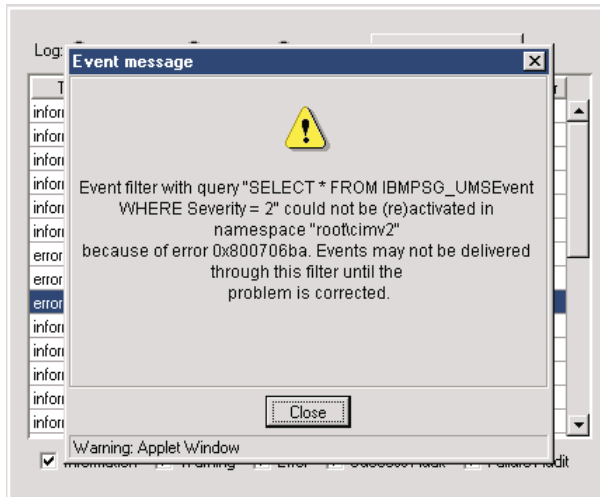 Log:
Event message
infor
infor
infor
infor
infor
infor
error
error
error
infor
infor
infor
infor
infor
Event filter with query "SELECT * FROM IBMPSG_UMSEvent
WHERE Severity = 2" could not be (re)activated in
namespace "root\cimv2"
because of error 0x800706ba. Events may not be delivered
through this filter until the
problem is corrected.
Close
Warning: Applet Window